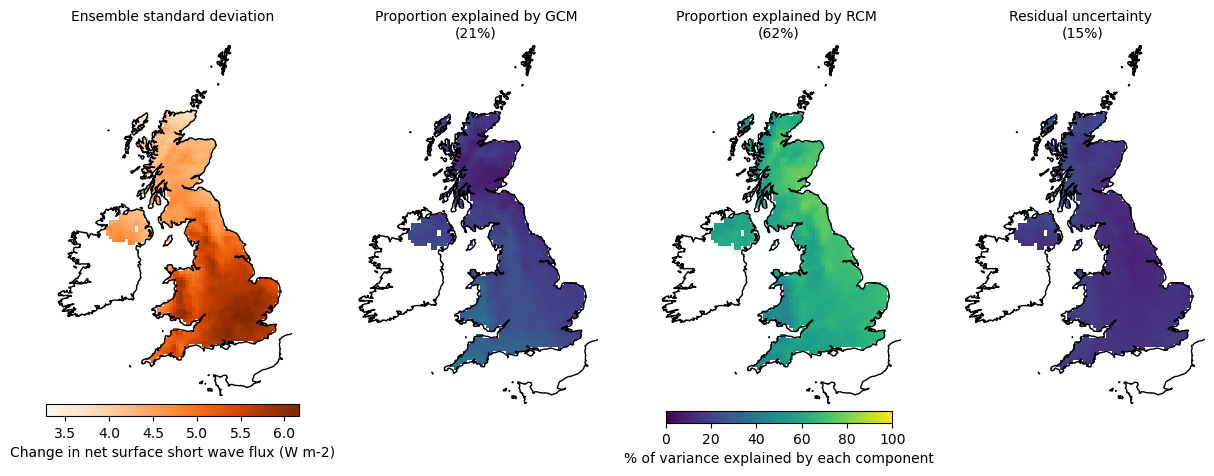 Ensemble standard deviation
Proportion explained by GCM
(21%)
Proportion explained by RCM
(62%)
Residual uncertainty
(15%)
3.5 4.0 4.5 5.0 5.5 6.0
Change in net surface short wave flux (W m-2)
0 20 40 60 80 100
% of variance explained by each component